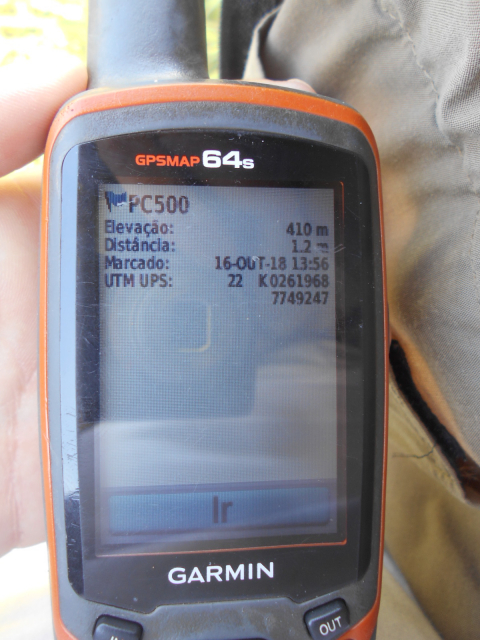 GPSMAP 64s
PC500
Elevação: 410 m
Distância: 1.2 m
Marcado: 16-OUT-18 13:56
UTM UPS: 22 K0261968
7749247
Ir
GARMIN
OUT